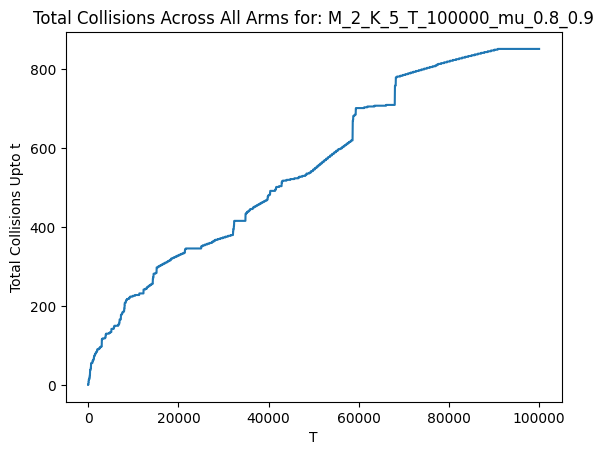 Total Collisions Across All Arms for: M_2_K_5_T_100000_mu_0.8_0.9
Total Collisions Upto t
800
600
400
200
0
0 20000 40000 60000 80000 100000
T